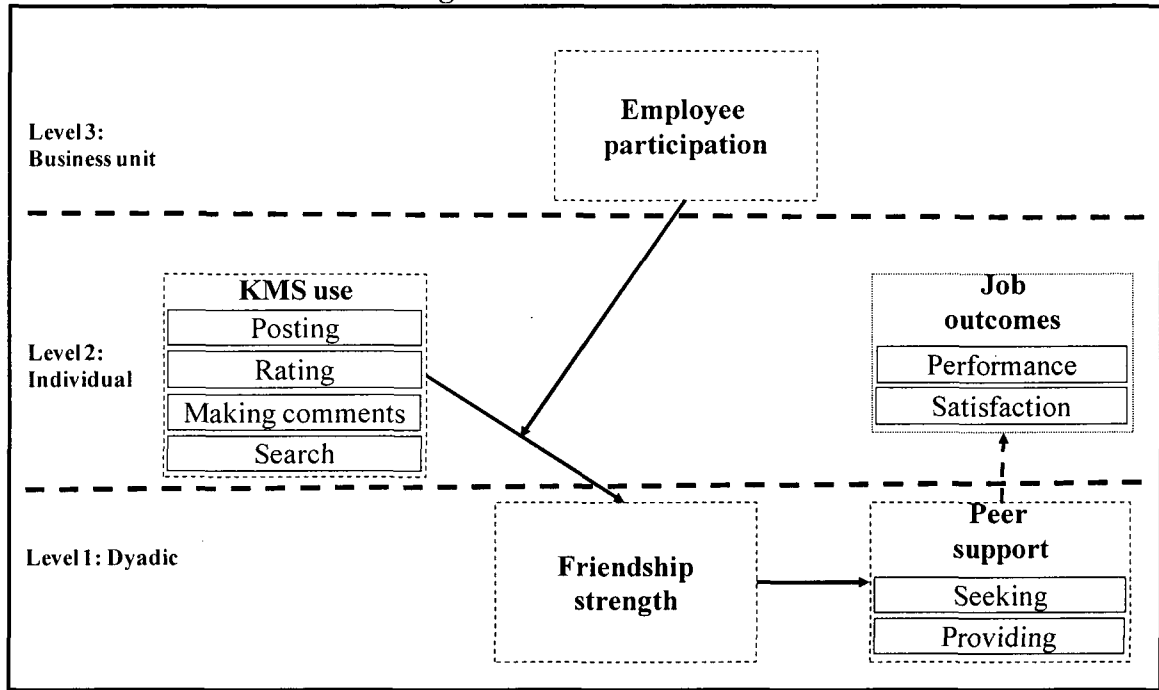 Level 3:
Business unit
Employee
participation
Level 2:
Individual
KMS use
Posting
Rating
Making comments
Search
Job
outcomes
Performance
Satisfaction
Level 1: Dyadic
Friendship
strength
Peer
support
Seeking
Providing